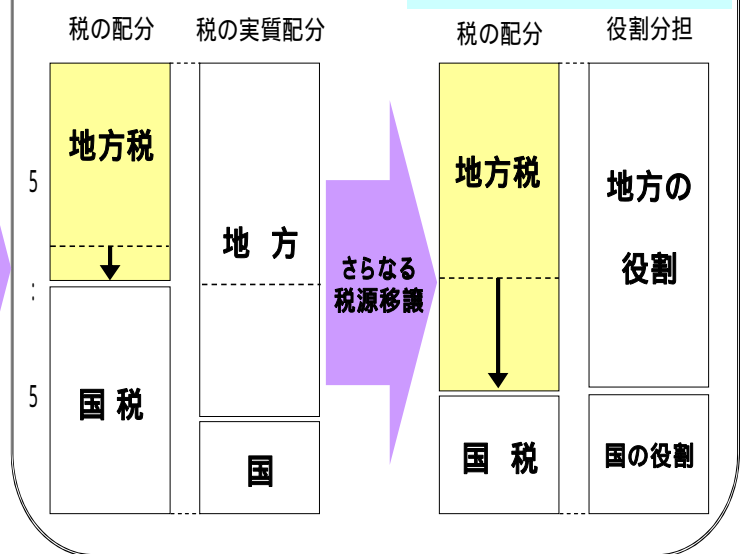 税の配分
税の実質配分
地方税
5
:
5
国税
地 方
国
さらなる
税源移譲
税の配分
役割分担
地方税
国 税
地方の
役割
国の役割